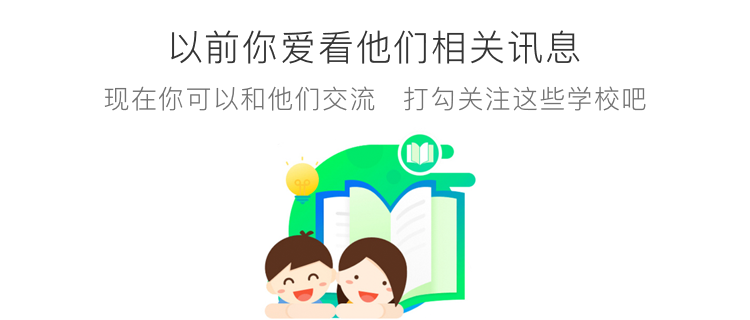 以前你爱看他们相关讯息
现在你可以和他们交流 打勾关注这些学校吧